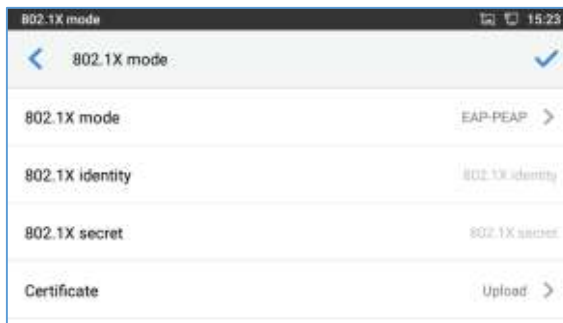 802.1X mode 15:23
802.1X mode
802.1X mode EAP-PEAP
802.1X identity 802.1X identity
802.1X secret 802.1X secret
Certificate Upload